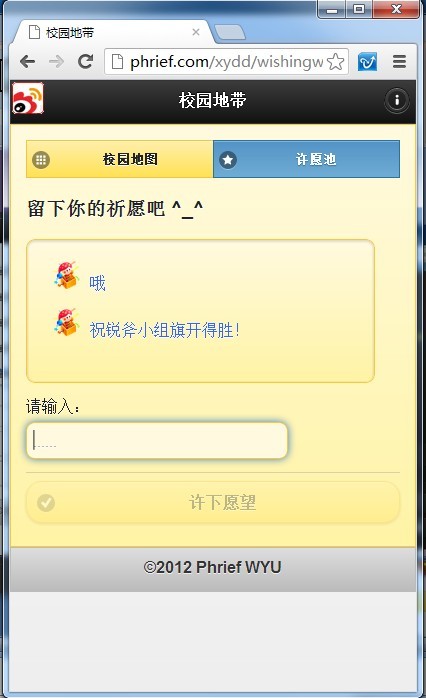 校园地带
phrief.com/xydd/wishingw
校园地带
校园地图
许愿池
留下你的祈愿吧 ^_^
哦
祝锐斧小组旗开得胜!
请输入:
......
许下愿望
©2012 Phrief WYU